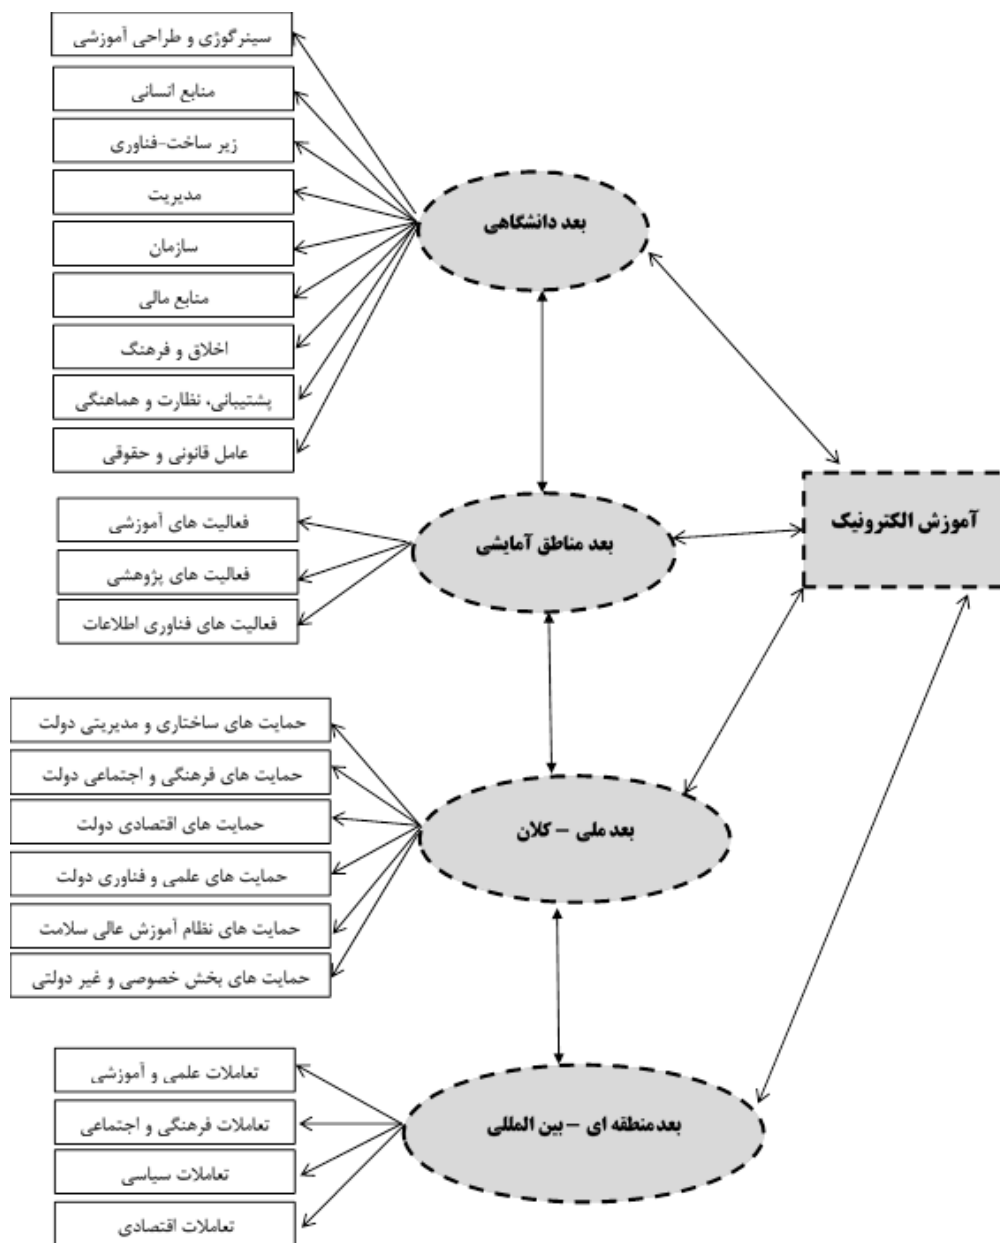 سینرگوژی و طراحی آموزشی
منابع انسانی
زیر ساخت-فناوری
مدیریت
سازمان
منابع مالی
اخلاق و فرهنگ
پشتیبانی، نظارت و هماهنگی
عامل قانونی و حقوقی
بعد دانشگاهی
آموزش الکترونیک
بعد مناطق آمایشی
فعالیت های آموزشی
فعالیت های پژوهشی
فعالیت های فناوری اطلاعات
حمایت های ساختاری و مدیریتی دولت
حمایت های فرهنگی و اجتماعی دولت
حمایت های اقتصادی دولت
حمایت های علمی و فناوری دولت
حمایت های نظام آموزش عالی سلامت
حمایت های بخش خصوصی و غیر دولتی
بعد ملی – کلان
تعاملات علمی و آموزشی
تعاملات فرهنگی و اجتماعی
تعاملات سیاسی
تعاملات اقتصادی
بعدمنطقه ای – بین المللی